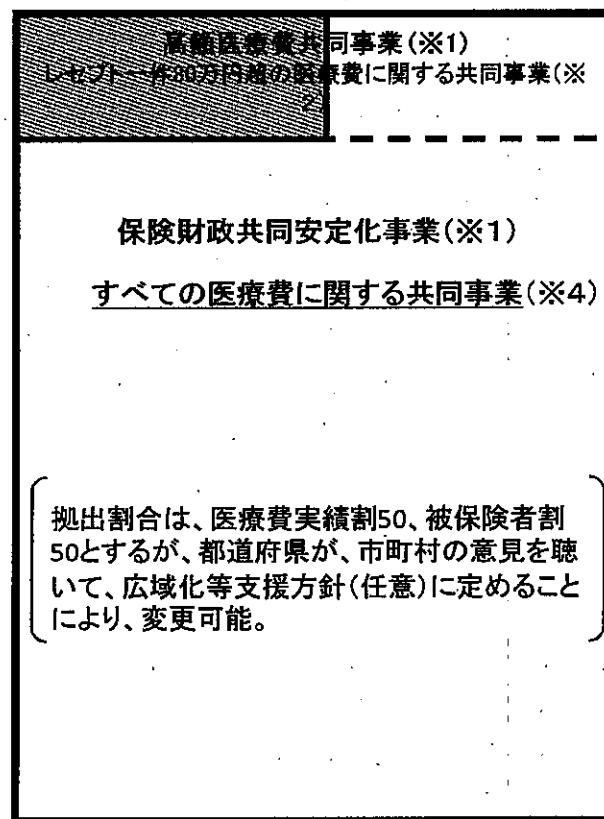 高額医療費共同事業(※1)
レセプト一件80万円超の医療費に関する共同事業(※
2)
保険財政共同安定化事業(※1)
すべての医療費に関する共同事業(※4)
拠出割合は、医療費実績割50、被保険者割
50とするが、都道府県が、市町村の意見を聴
いて、広域化等支援方針(任意)に定めること
により、変更可能。